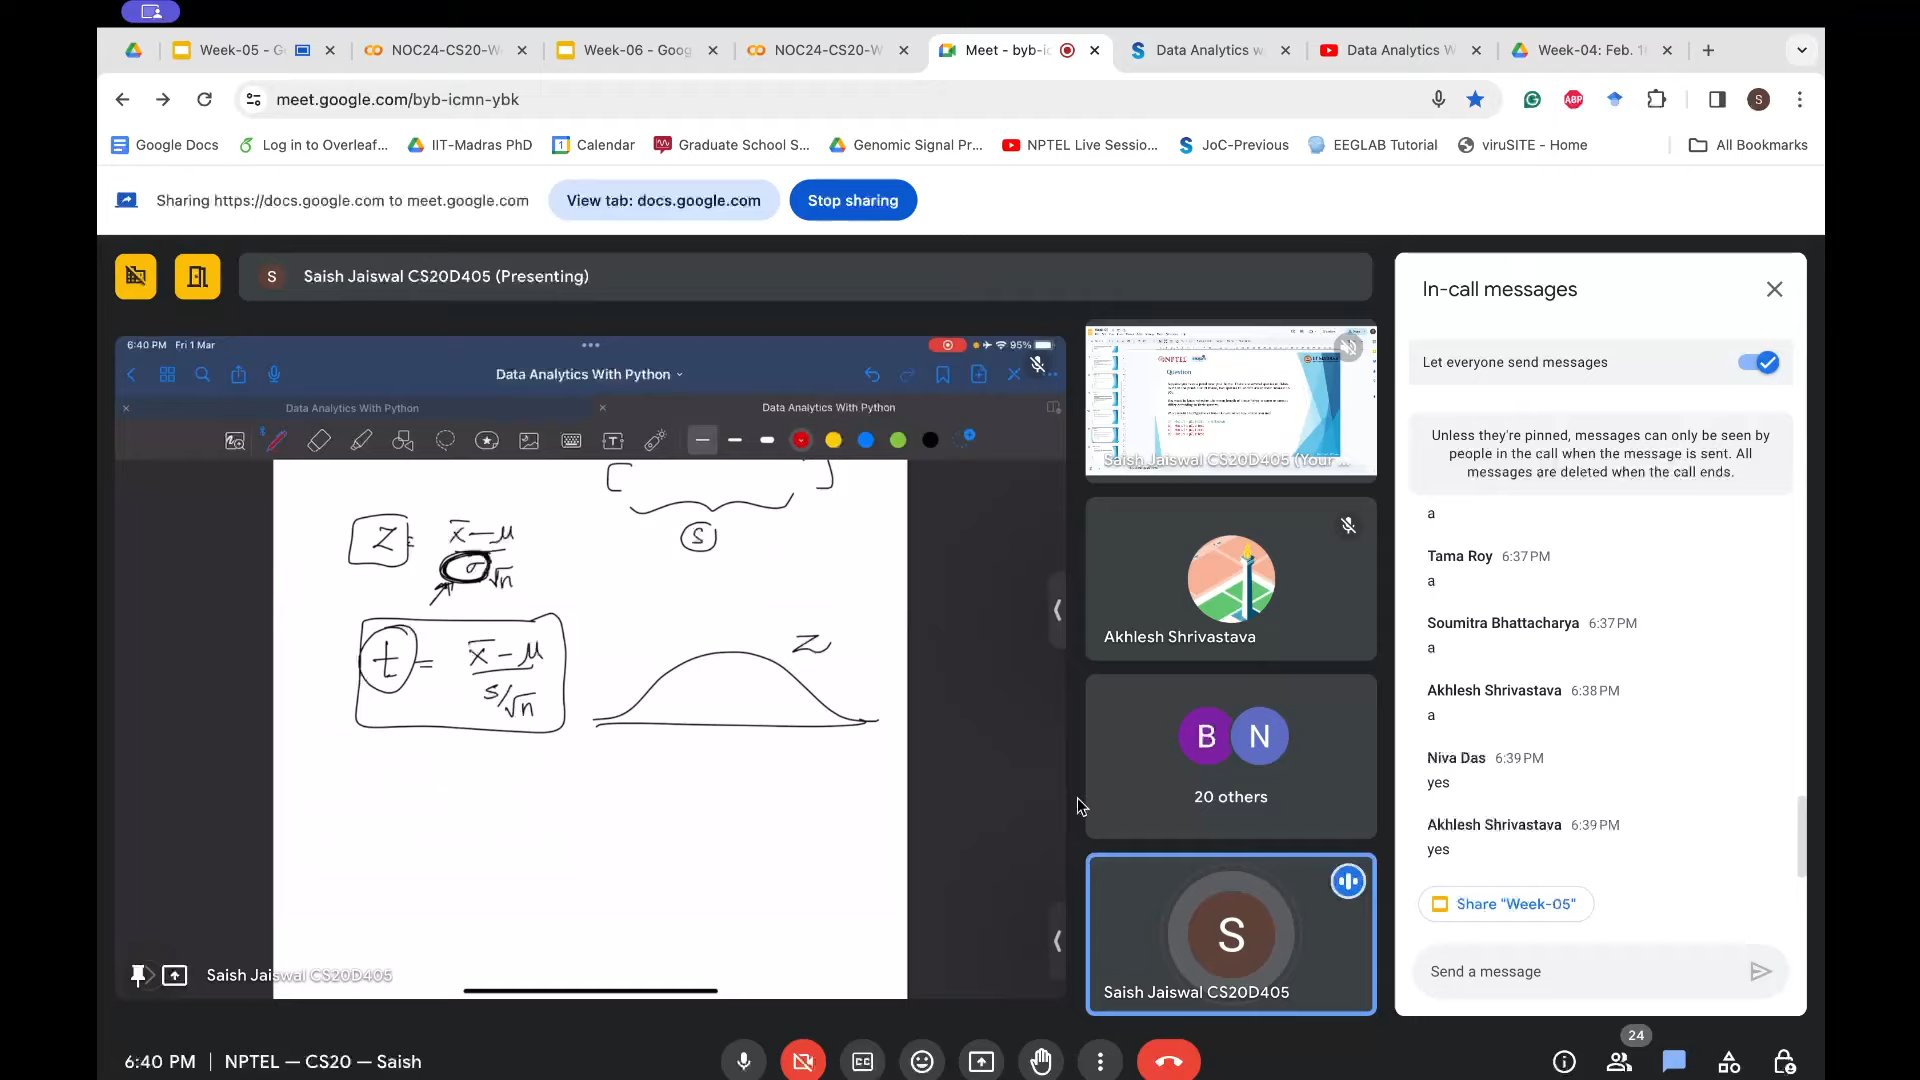 Week-05 - G
NOC24-CS20-W
Week-06 - Goog
NOC24-CS20-W
Meet - byb-ic
Data Analytics w
Data Analytics W
Week-04: Feb. 1
meet.google.com/byb-icmn-ybk
ABP
S
Google Docs
Log in to Overleaf...
IIT-Madras PhD
Calendar
Graduate School S...
Genomic Signal Pr...
NPTEL Live Sessio...
JoC-Previous
EEGLAB Tutorial
viruSITE - Home
All Bookmarks
Sharing https://docs.google.com to meet.google.com
View tab: docs.google.com
Stop sharing
S Saish Jaiswal CS20D405 (Presenting)
6:40 PM Fri 1 Mar
95%
Data Analytics With Python
Data Analytics With Python
Data Analytics With Python
S
Z = x̄ - μ
σ √n
t = x̄ - μ
s/√n
Z
Saish Jaiswal CS20D405
NPTEL
Question
Saish Jaiswal CS20D405 (Your ...
Akhlesh Shrivastava
B N
20 others
S
Saish Jaiswal CS20D405
In-call messages
Let everyone send messages
Unless they're pinned, messages can only be seen by
people in the call when the message is sent. All
messages are deleted when the call ends.
a
Tama Roy 6:37 PM
a
Soumitra Bhattacharya 6:37 PM
a
Akhlesh Shrivastava 6:38 PM
a
Niva Das 6:39 PM
yes
Akhlesh Shrivastava 6:39 PM
yes
Share "Week-05"
Send a message
6:40 PM | NPTEL — CS20 — Saish
24